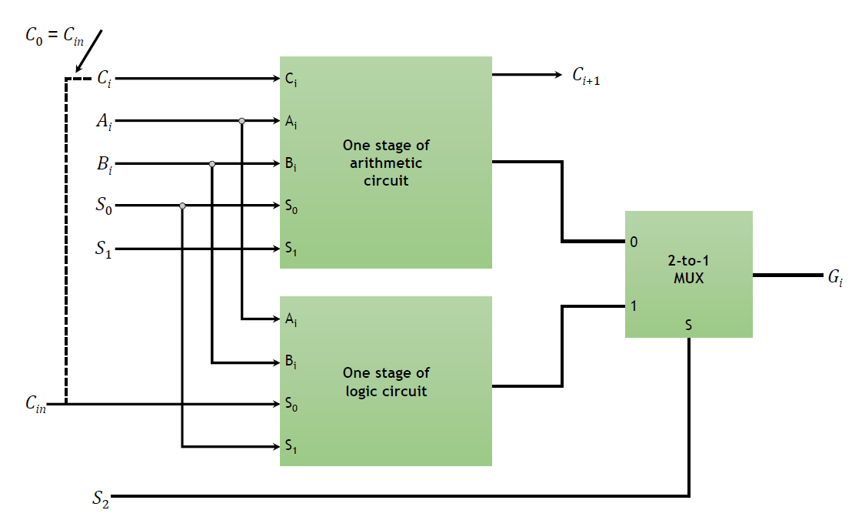 C₀ = Cᵢₙ
Cᵢ
Aᵢ
Bᵢ
S₀
S₁
Cᵢ
Aᵢ
Bᵢ
S₀
S₁
One stage of
arithmetic
circuit
Cᵢ₊₁
Aᵢ
Bᵢ
S₀
S₁
One stage of
logic circuit
0
1
2-to-1
MUX
S
Gᵢ
Cᵢₙ
S₂